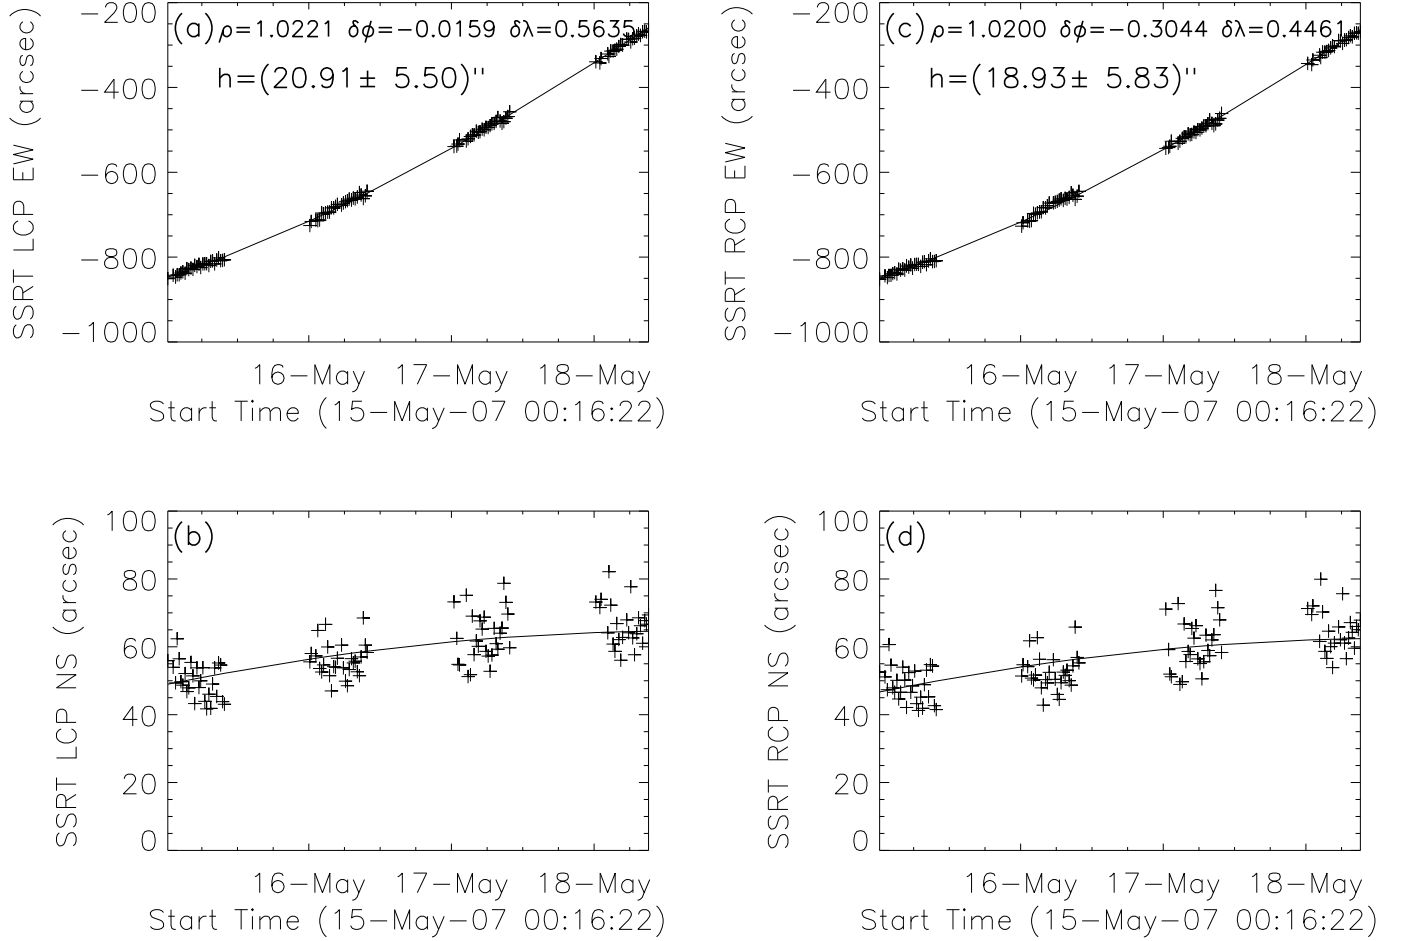 (a) ρ=1.0221 δϕ=−0.0159 δλ=0.5635
h=(20.91± 5.50)"
SSRT LCP EW (arcsec)
−200
−400
−600
−800
−1000
16−May 17−May 18−May
Start Time (15−May−07 00:16:22)
(c) ρ=1.0200 δϕ=−0.3044 δλ=0.4461
h=(18.93± 5.83)"
SSRT RCP EW (arcsec)
−200
−400
−600
−800
−1000
16−May 17−May 18−May
Start Time (15−May−07 00:16:22)
(b)
SSRT LCP NS (arcsec)
100
80
60
40
20
0
16−May 17−May 18−May
Start Time (15−May−07 00:16:22)
(d)
SSRT RCP NS (arcsec)
100
80
60
40
20
0
16−May 17−May 18−May
Start Time (15−May−07 00:16:22)